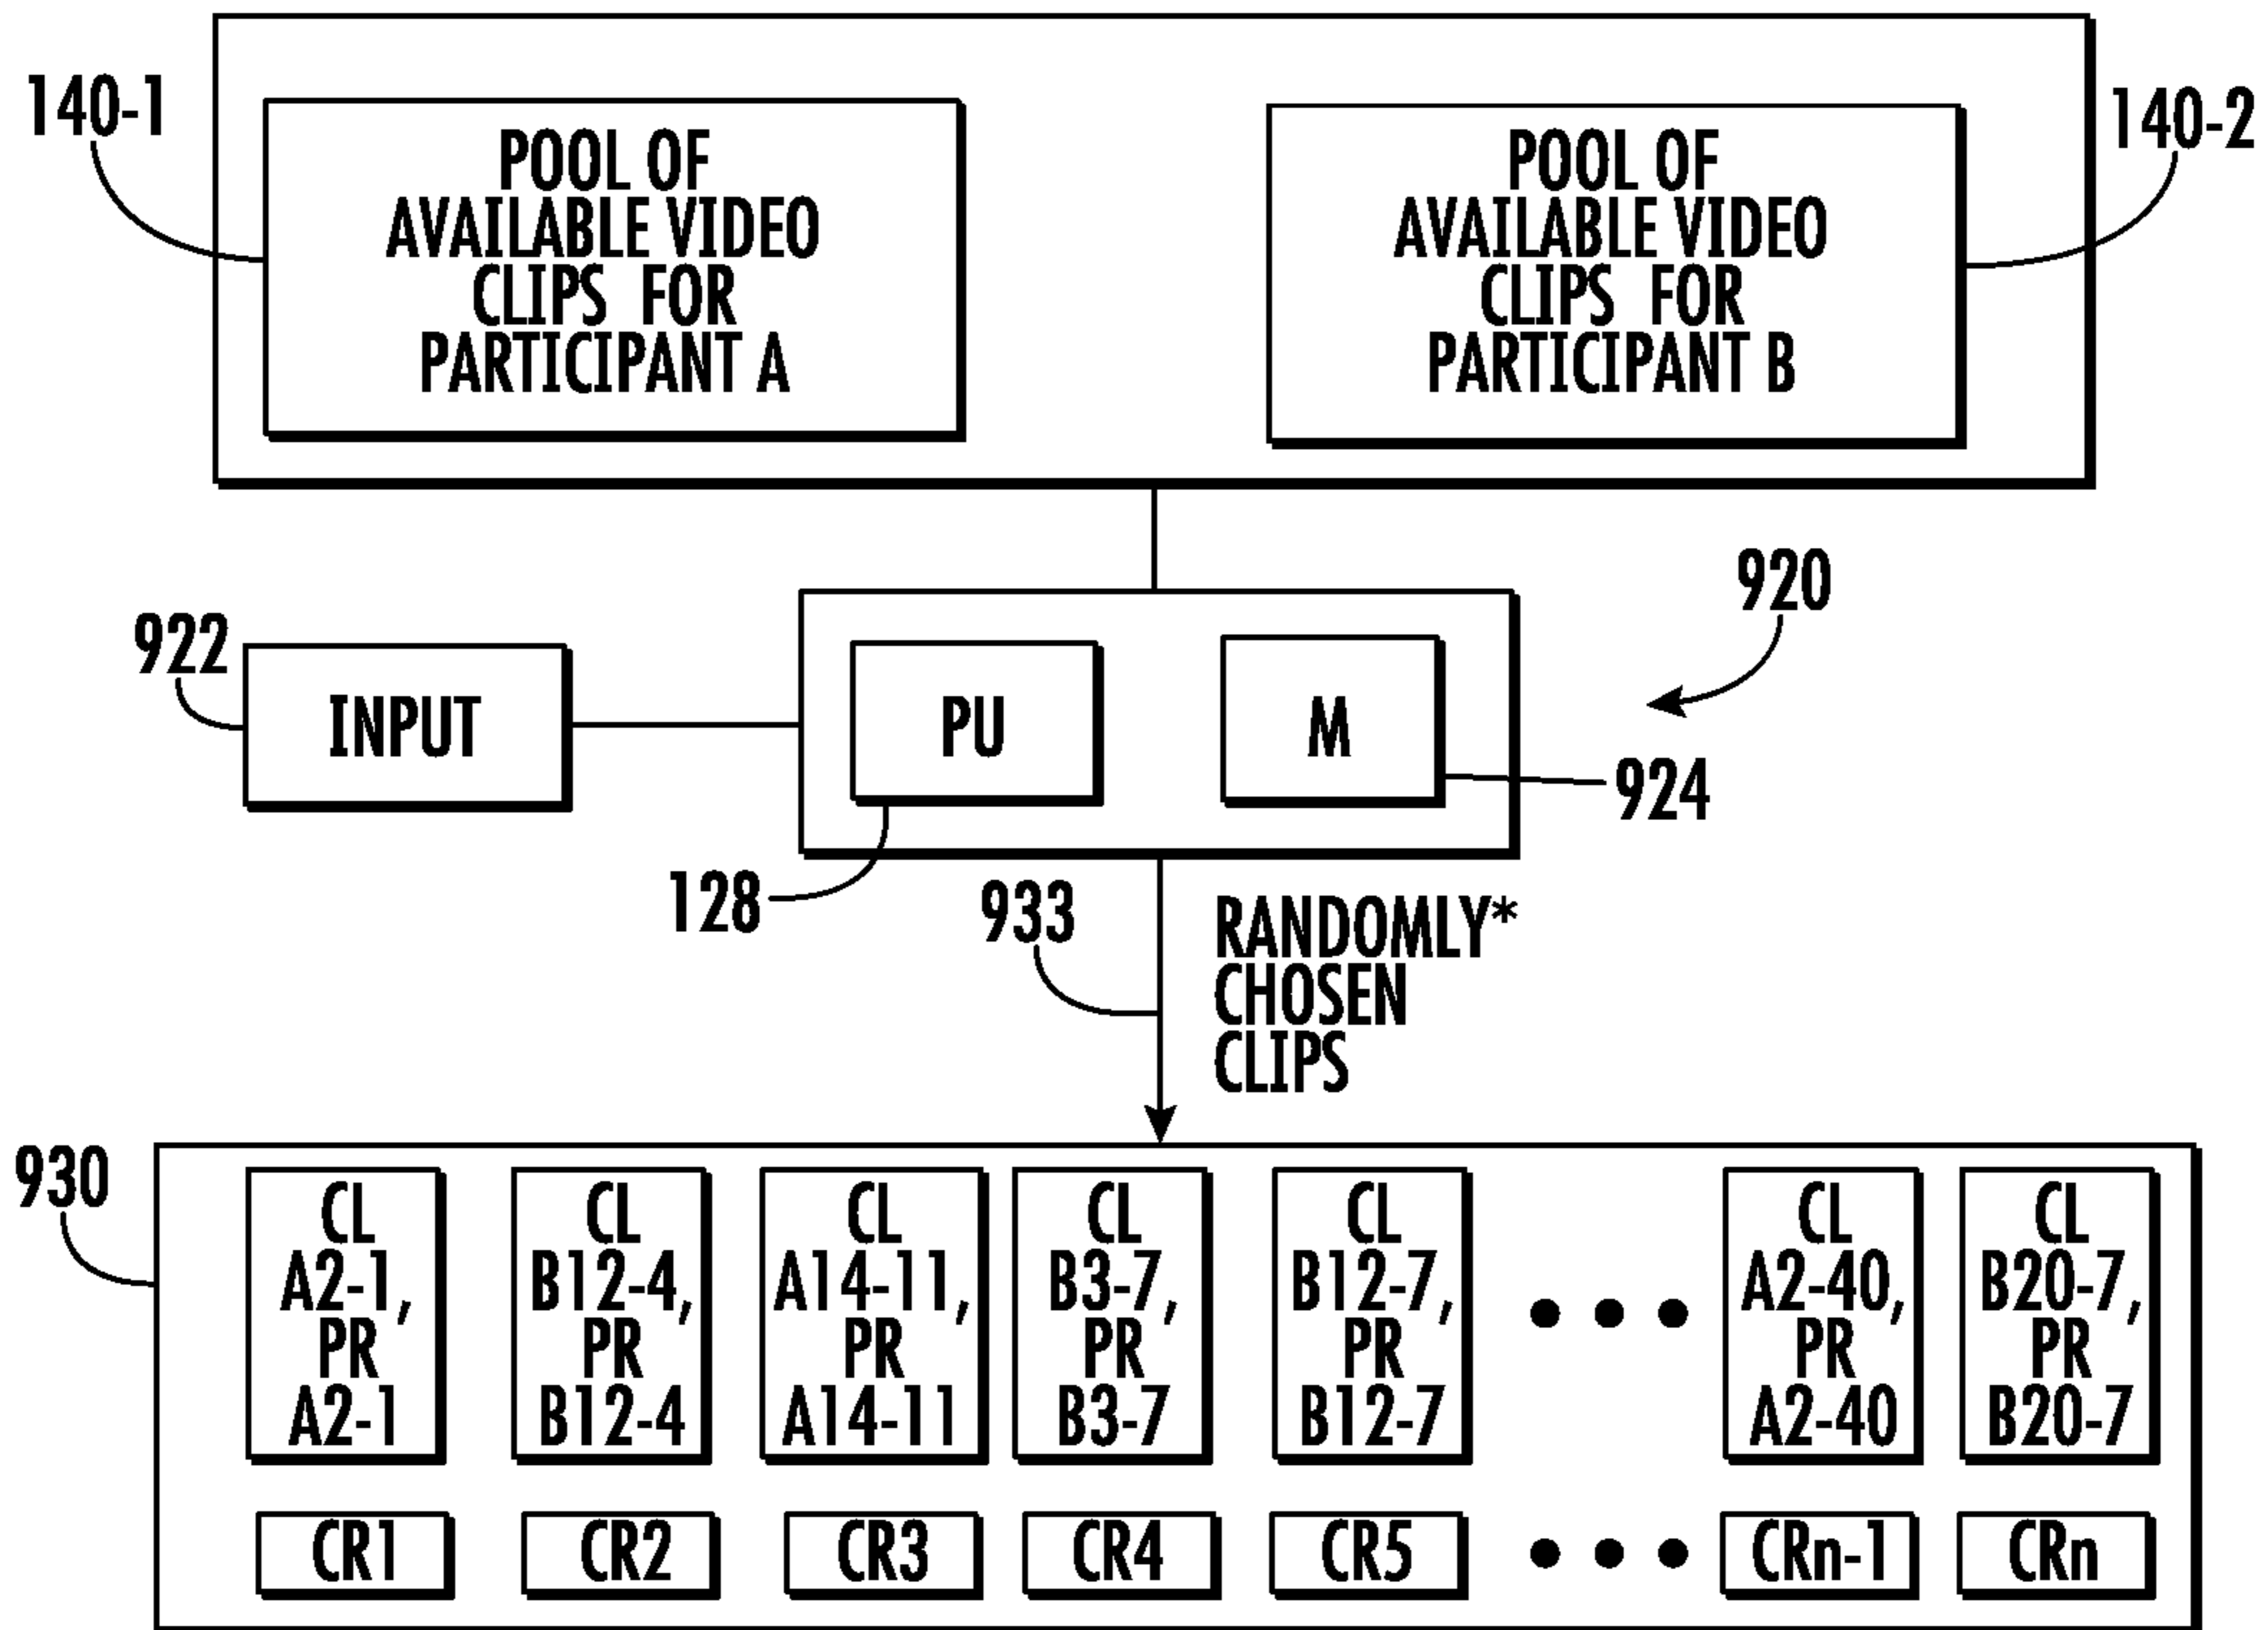 140-1
POOL OF
AVAILABLE VIDEO
CLIPS FOR
PARTICIPANT A
POOL OF
AVAILABLE VIDEO
CLIPS FOR
PARTICIPANT B
140-2
920
922
INPUT
PU
M
924
128
933
RANDOMLY*
CHOSEN
CLIPS
930
CL
A2-1,
PR
A2-1
CL
B12-4,
PR
B12-4
CL
A14-11,
PR
A14-11
CL
B3-7,
PR
B3-7
CL
B12-7,
PR
B12-7
CL
A2-40,
PR
A2-40
CL
B20-7,
PR
B20-7
CR1
CR2
CR3
CR4
CR5
CRn-1
CRn